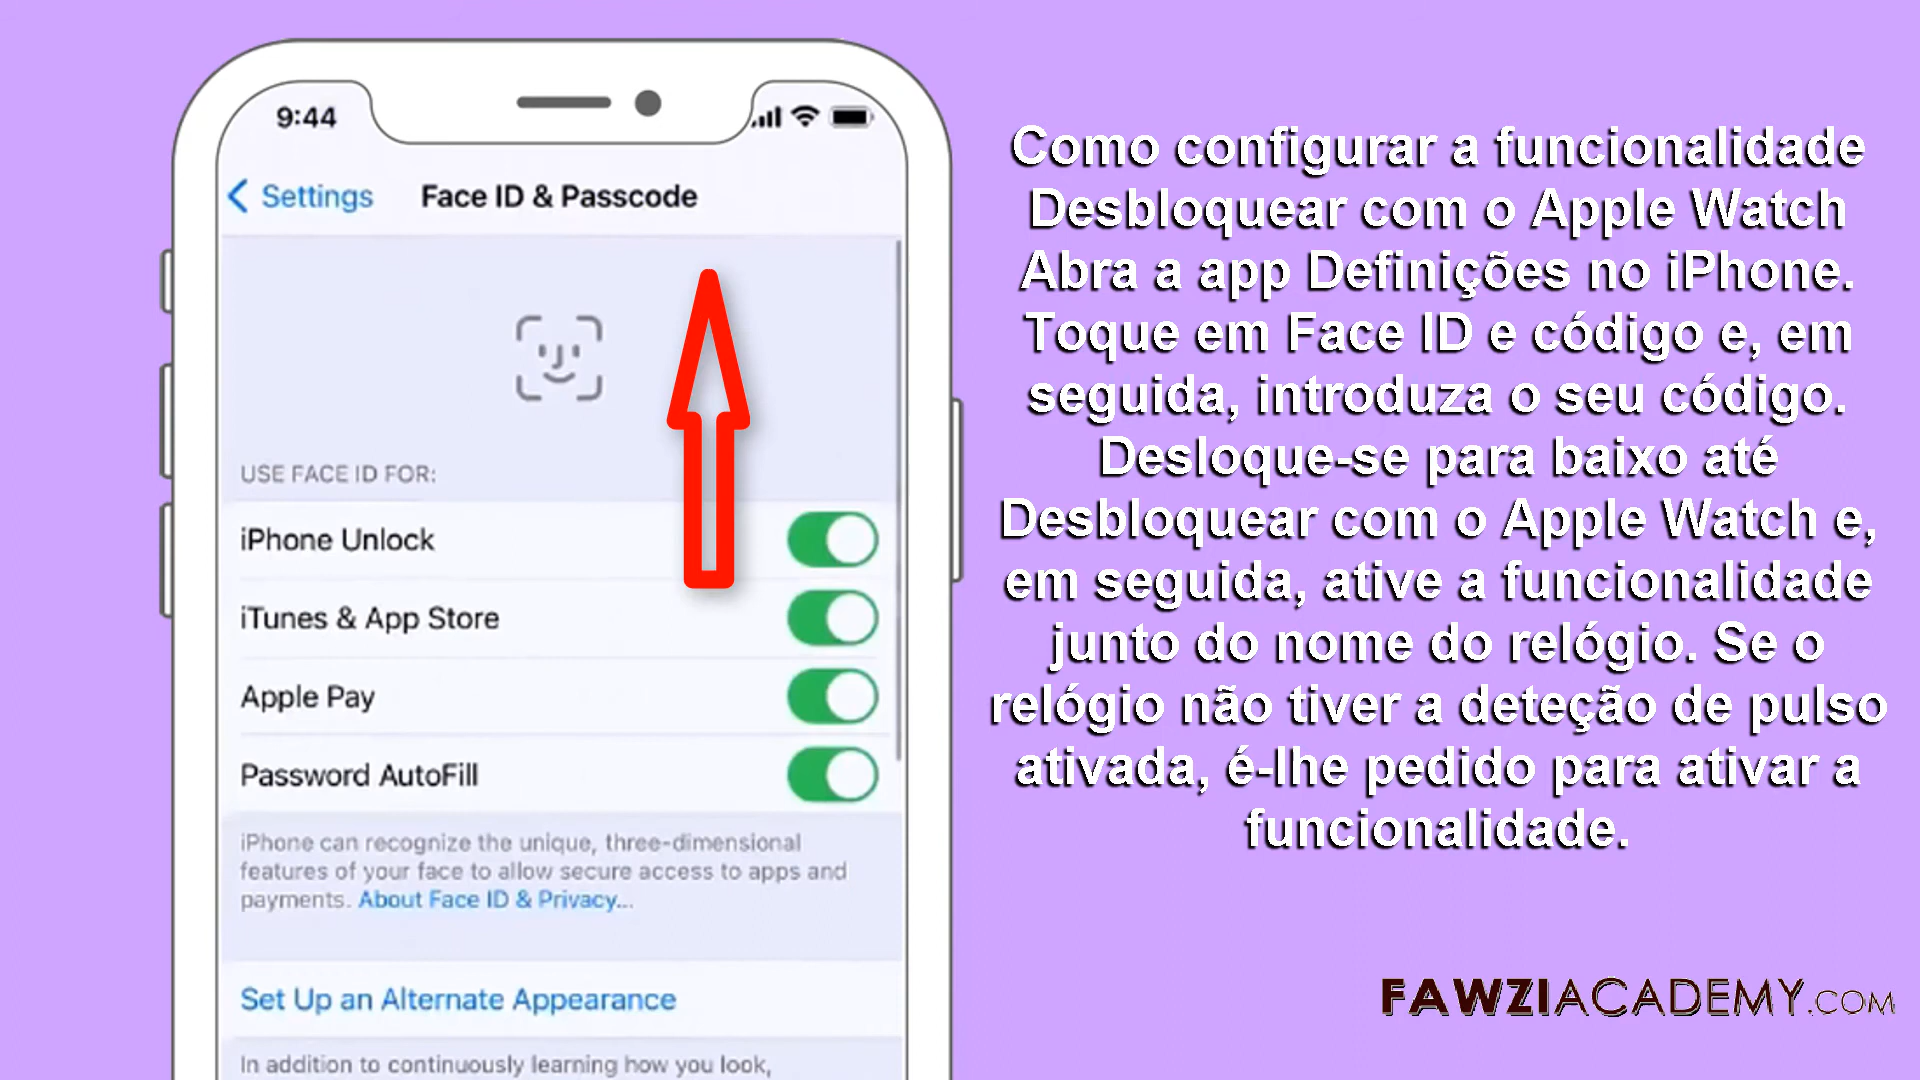 9:44
Settings
Face ID & Passcode
USE FACE ID FOR:
iPhone Unlock
iTunes & App Store
Apple Pay
Password AutoFill
iPhone can recognize the unique, three-dimensional
features of your face to allow secure access to apps and
payments. About Face ID & Privacy...
Set Up an Alternate Appearance
In addition to continuously learning how you look,
Como configurar a funcionalidade
Desbloquear com o Apple Watch
Abra a app Definições no iPhone.
Toque em Face ID e código e, em
seguida, introduza o seu código.
Desloque-se para baixo até
Desbloquear com o Apple Watch e,
em seguida, ative a funcionalidade
junto do nome do relógio. Se o
relógio não tiver a deteção de pulso
ativada, é-lhe pedido para ativar a
funcionalidade.
FAWZIACADEMY.COM